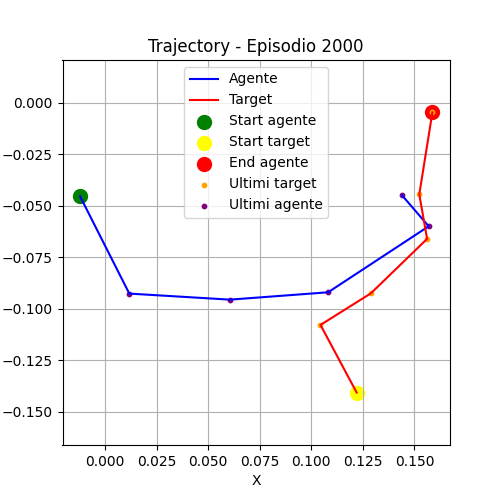 Trajectory - Episodio 2000
Agente
Target
Start agente
Start target
End agente
Ultimi target
Ultimi agente
0.000
−0.025
−0.050
−0.075
−0.100
−0.125
−0.150
0.000 0.025 0.050 0.075 0.100 0.125 0.150
X